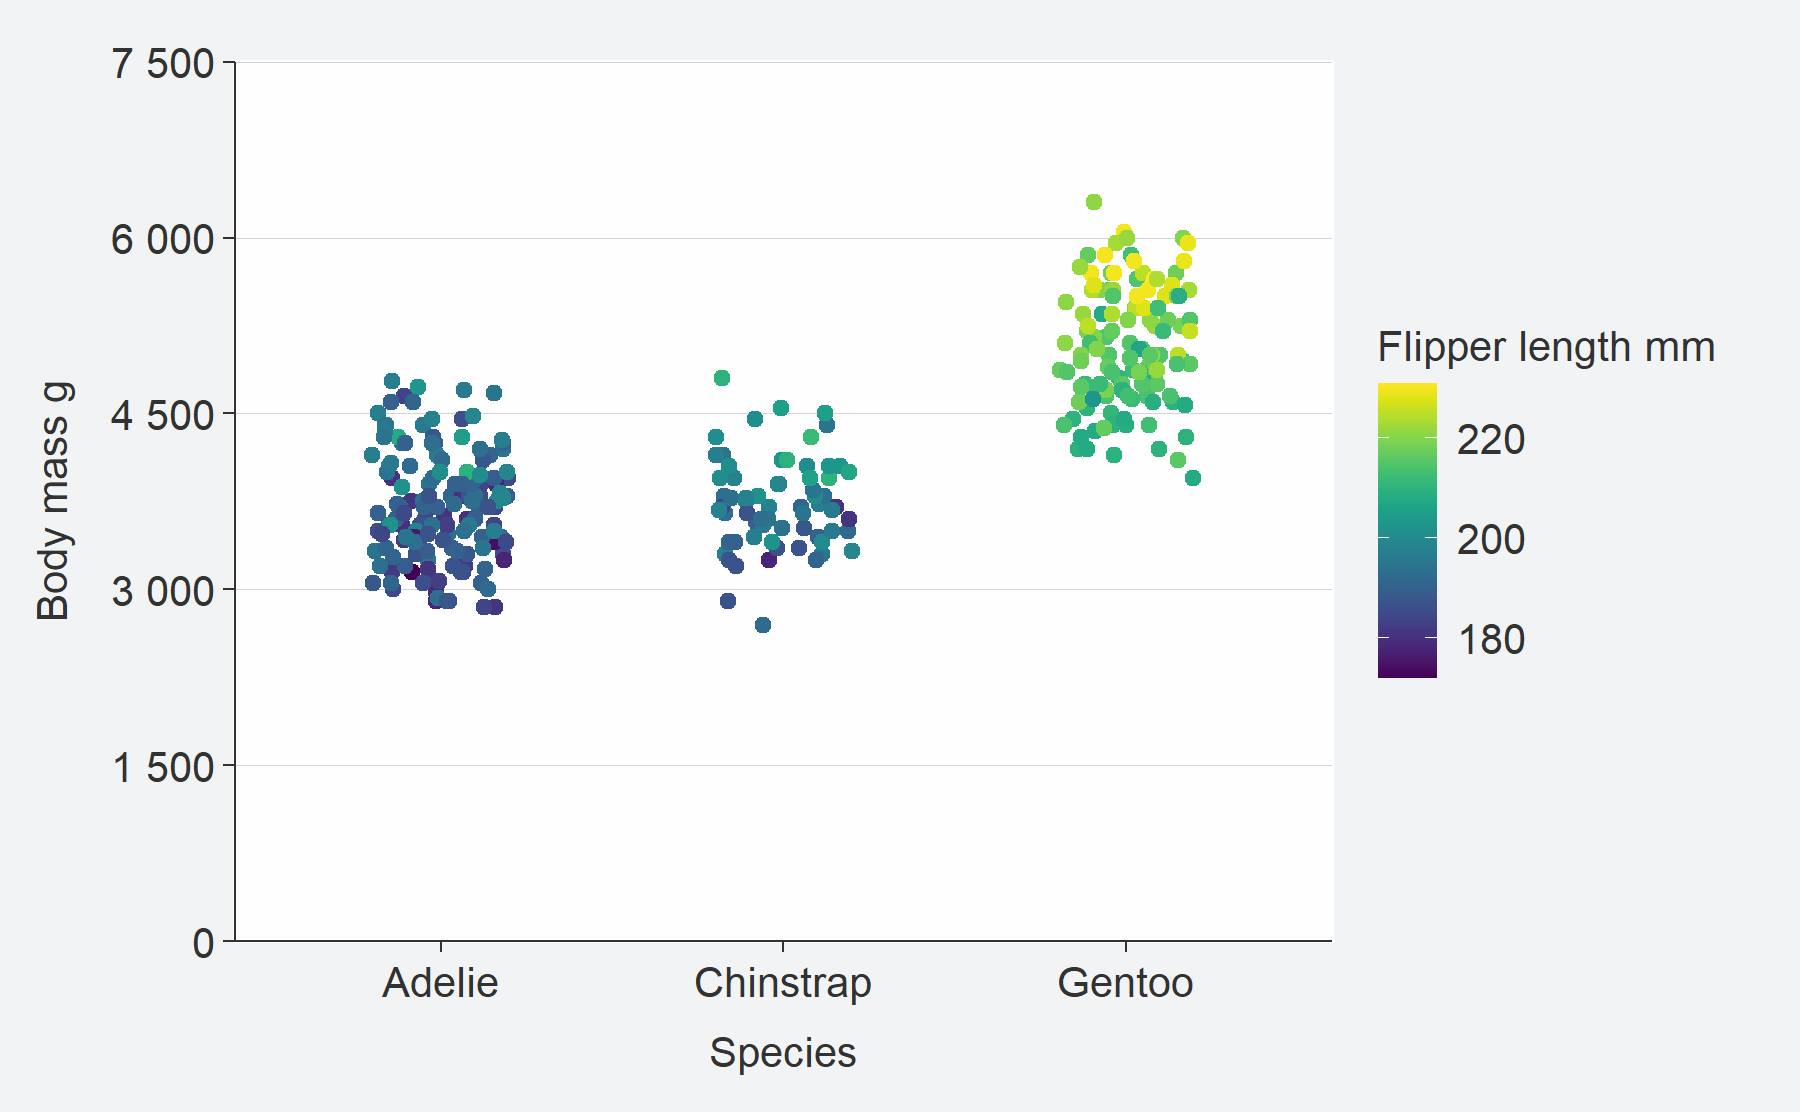 7 500
6 000
4 500
3 000
1 500
0
Body mass g
Adelie
Chinstrap
Gentoo
Species
Flipper length mm
220
200
180